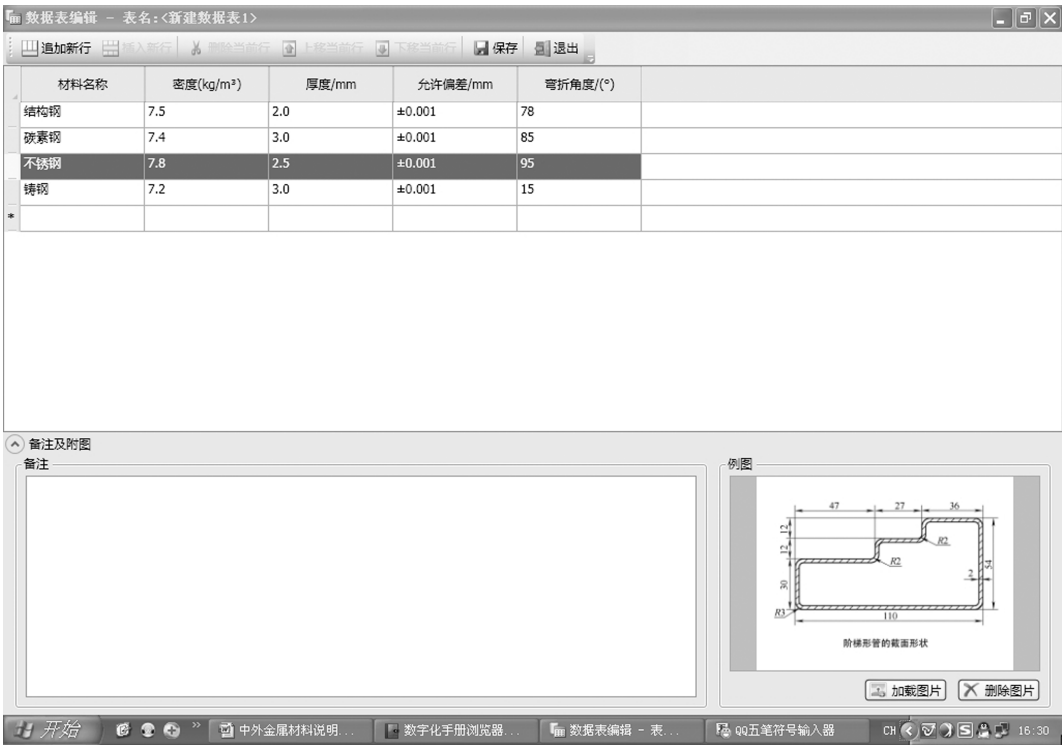 数据表编辑 - 表名:<新建数据表1>
追加新行 插入新行 删除当前行 上移当前行 下移当前行 保存 退出
材料名称 密度(kg/m³) 厚度/mm 允许偏差/mm 弯折角度/(°)
结构钢 7.5 2.0 ±0.001 78
碳素钢 7.4 3.0 ±0.001 85
不锈钢 7.8 2.5 ±0.001 95
铸钢 7.2 3.0 ±0.001 15
*
备注及附图
备注
例图
47 27 36
12
12
30
R2
R2
2
54
R3
110
阶梯形管的截面形状
加载图片 删除图片
开始 » 中外金属材料说明... 数字化手册浏览器... 数据表编辑 - 表... QQ五笔符号输入器 CH 16:30